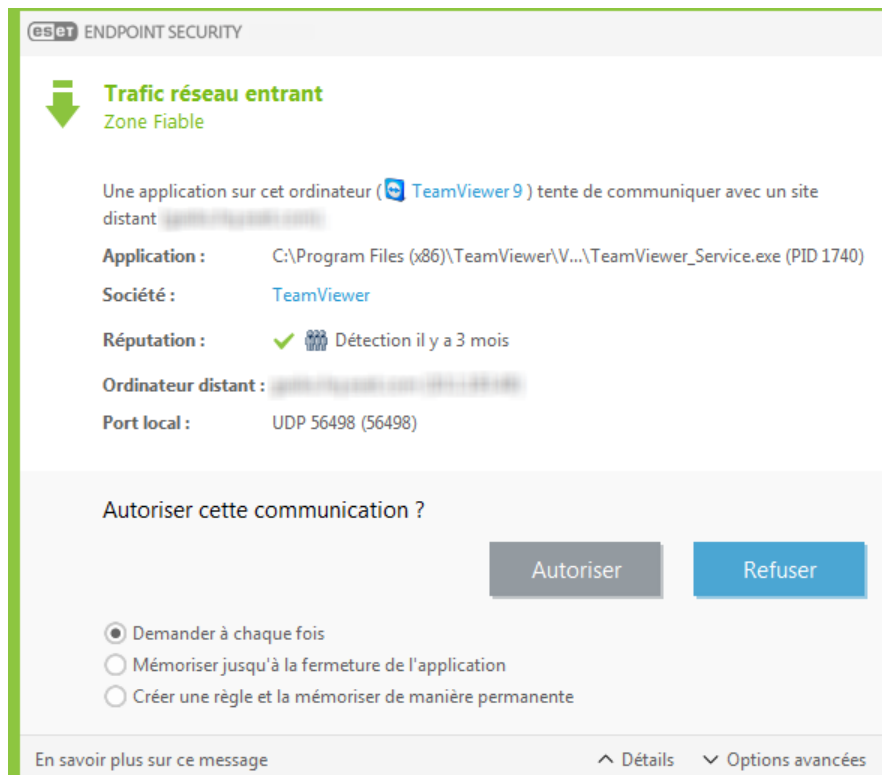 eset ENDPOINT SECURITY
Trafic réseau entrant
Zone Fiable
Une application sur cet ordinateur ( TeamViewer 9 ) tente de communiquer avec un site
distant
Application : C:\Program Files (x86)\TeamViewer\V...\TeamViewer_Service.exe (PID 1740)
Société : TeamViewer
Réputation : Détection il y a 3 mois
Ordinateur distant :
Port local : UDP 56498 (56498)
Autoriser cette communication ?
Autoriser Refuser
Demander à chaque fois
Mémoriser jusqu'à la fermeture de l'application
Créer une règle et la mémoriser de manière permanente
En savoir plus sur ce message Détails Options avancées